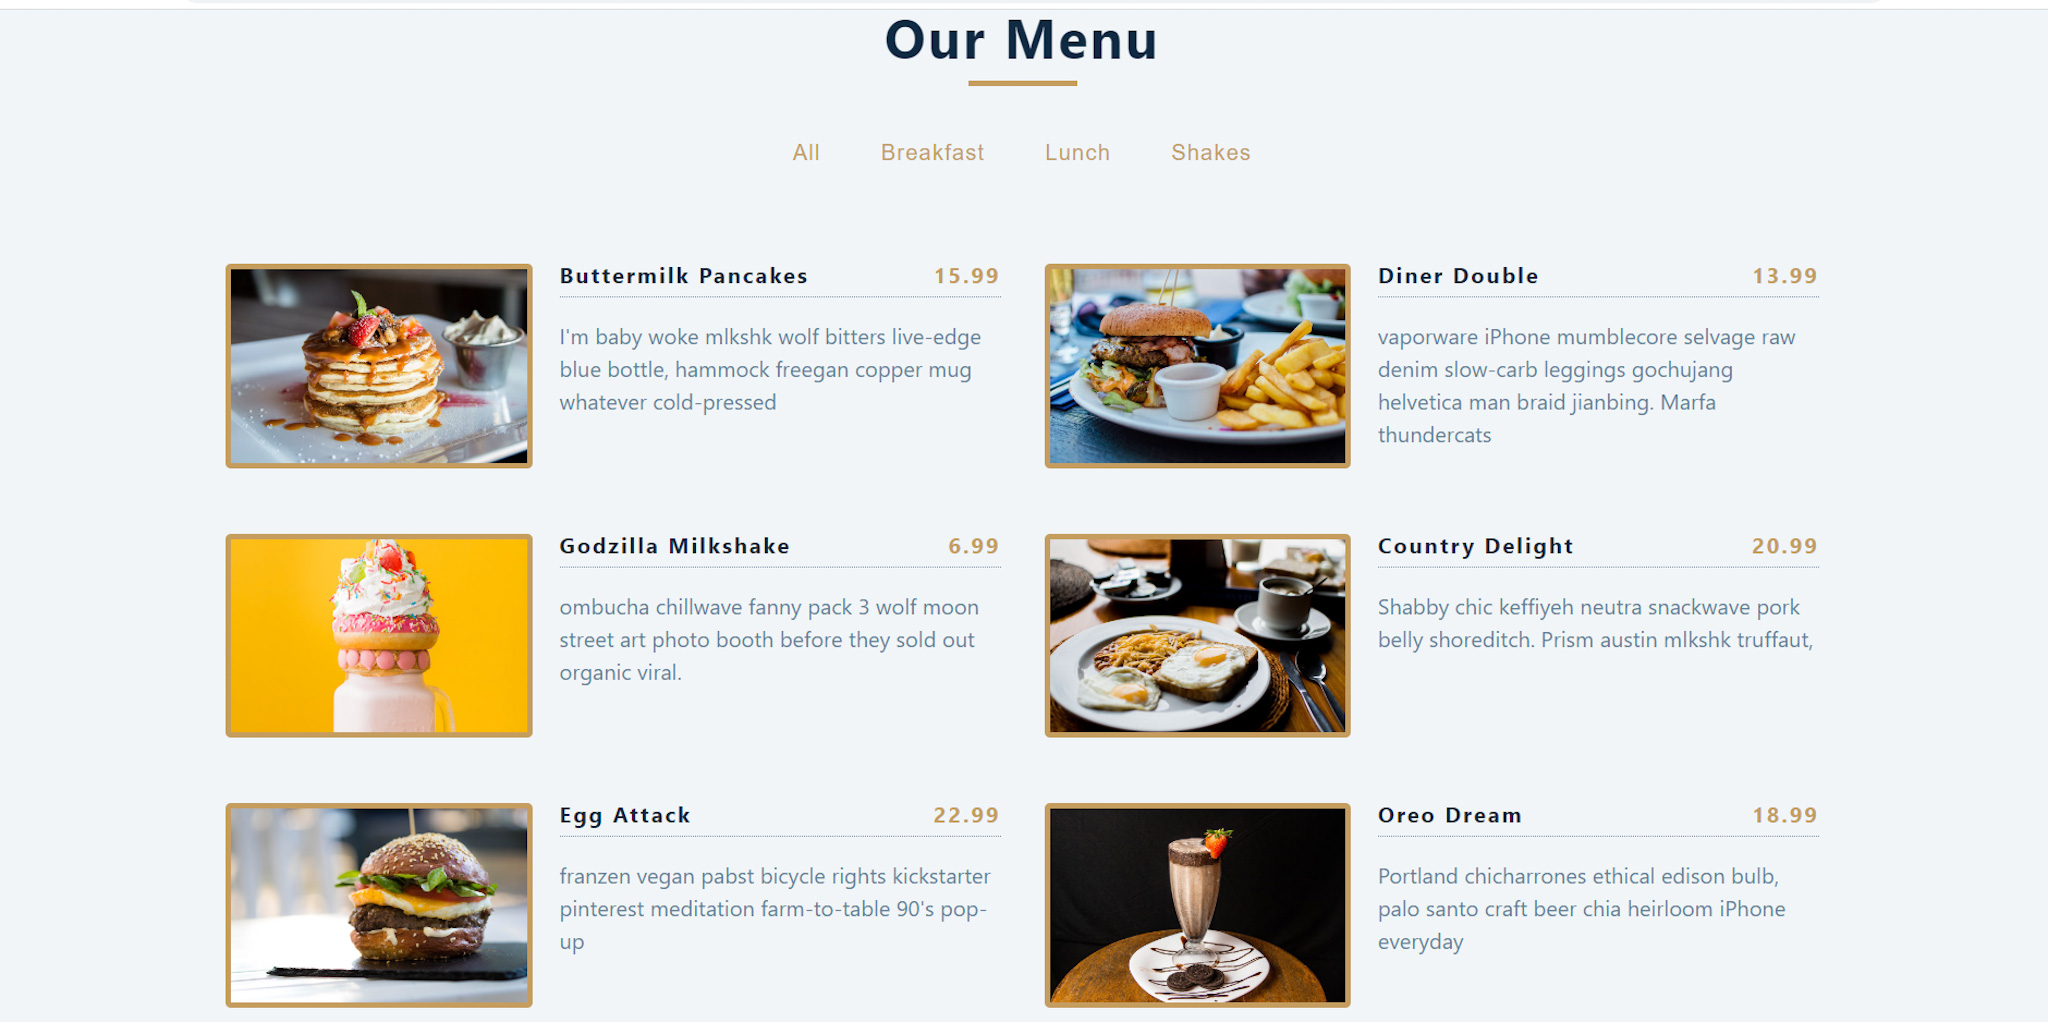 Our Menu
All Breakfast Lunch Shakes
Buttermilk Pancakes 15.99
I'm baby woke mlkshk wolf bitters live-edge
blue bottle, hammock freegan copper mug
whatever cold-pressed
Diner Double 13.99
vaporware iPhone mumblecore selvage raw
denim slow-carb leggings gochujang
helvetica man braid jianbing. Marfa
thundercats
Godzilla Milkshake 6.99
ombucha chillwave fanny pack 3 wolf moon
street art photo booth before they sold out
organic viral.
Country Delight 20.99
Shabby chic keffiyeh neutra snackwave pork
belly shoreditch. Prism austin mlkshk truffaut,
Egg Attack 22.99
franzen vegan pabst bicycle rights kickstarter
pinterest meditation farm-to-table 90's pop-
up
Oreo Dream 18.99
Portland chicharrones ethical edison bulb,
palo santo craft beer chia heirloom iPhone
everyday